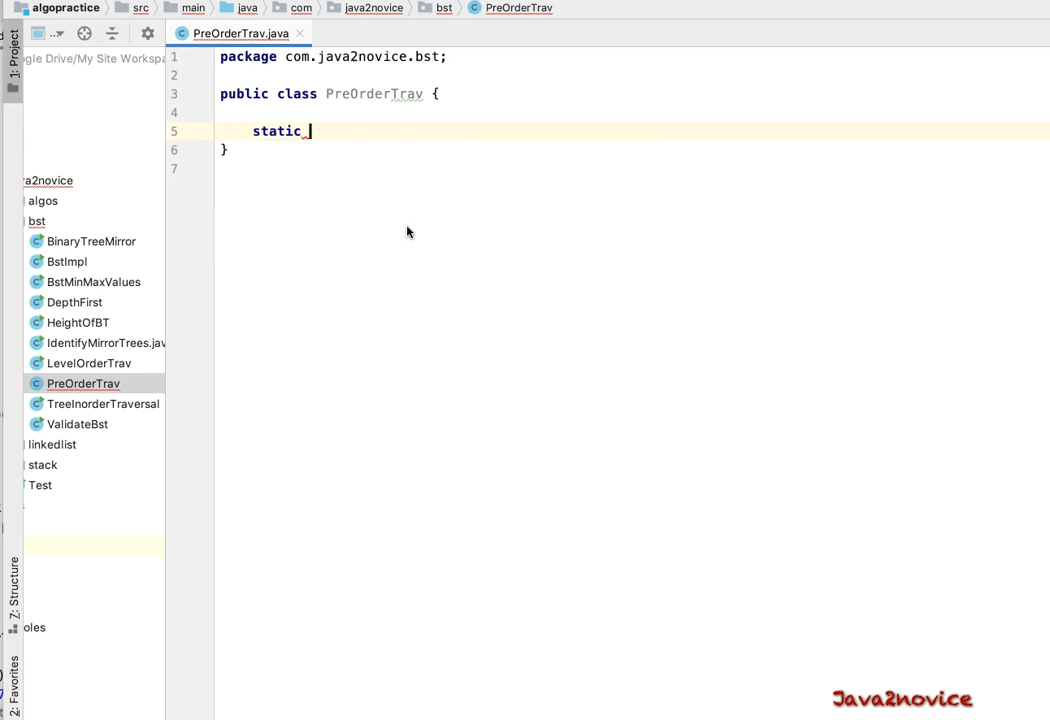 algopractice src main java com java2novice bst PreOrderTrav
1: Project
PreOrderTrav.java
1 package com.java2novice.bst;
2
3 public class PreOrderTrav {
4
5 static
6 }
7
gle Drive/My Site Workspa
a2novice
algos
bst
BinaryTreeMirror
BstImpl
BstMinMaxValues
DepthFirst
HeightOfBT
IdentifyMirrorTrees.jav
LevelOrderTrav
PreOrderTrav
TreeInorderTraversal
ValidateBst
linkedlist
stack
Test
oles
7: Structure
2: Favorites
Java2novice